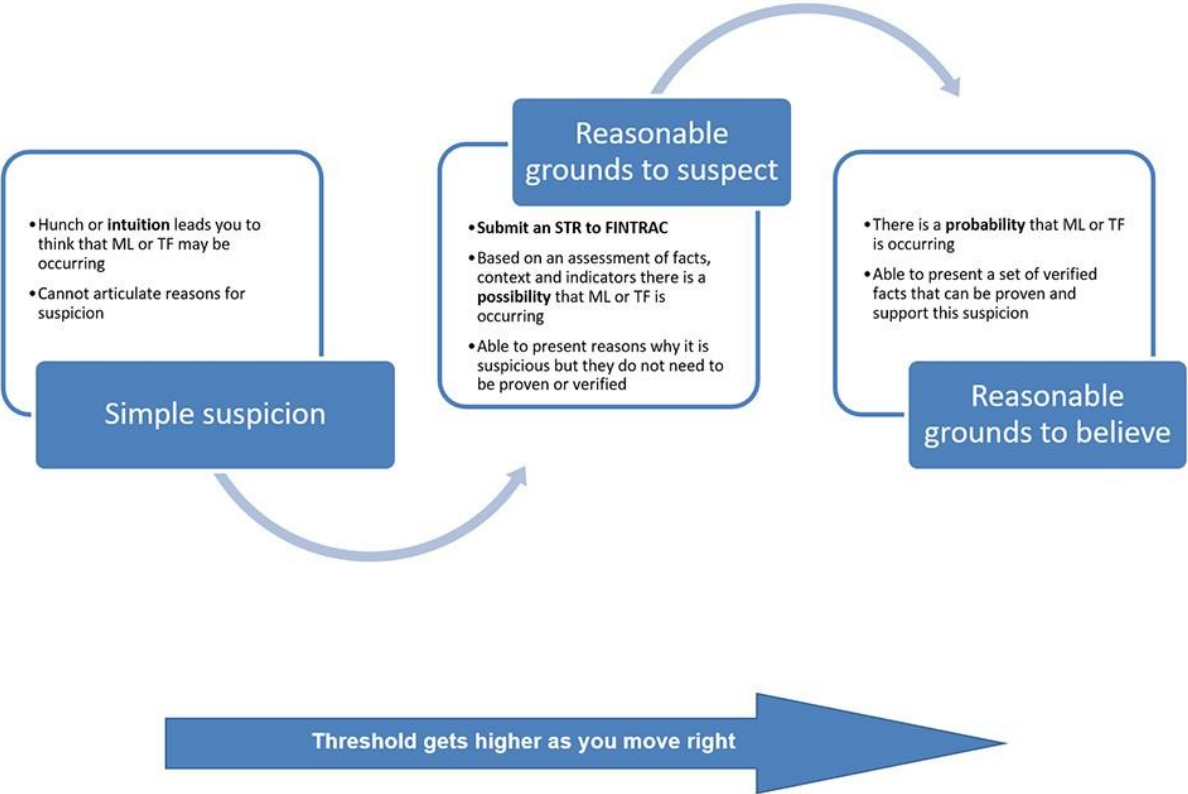 •Hunch or intuition leads you to
think that ML or TF may be
occurring
•Cannot articulate reasons for
suspicion
Simple suspicion
Reasonable
grounds to suspect
•Submit an STR to FINTRAC
•Based on an assessment of facts,
context and indicators there is a
possibility that ML or TF is
occurring
•Able to present reasons why it is
suspicious but they do not need to
be proven or verified
•There is a probability that ML or TF
is occurring
•Able to present a set of verified
facts that can be proven and
support this suspicion
Reasonable
grounds to believe
Threshold gets higher as you move right